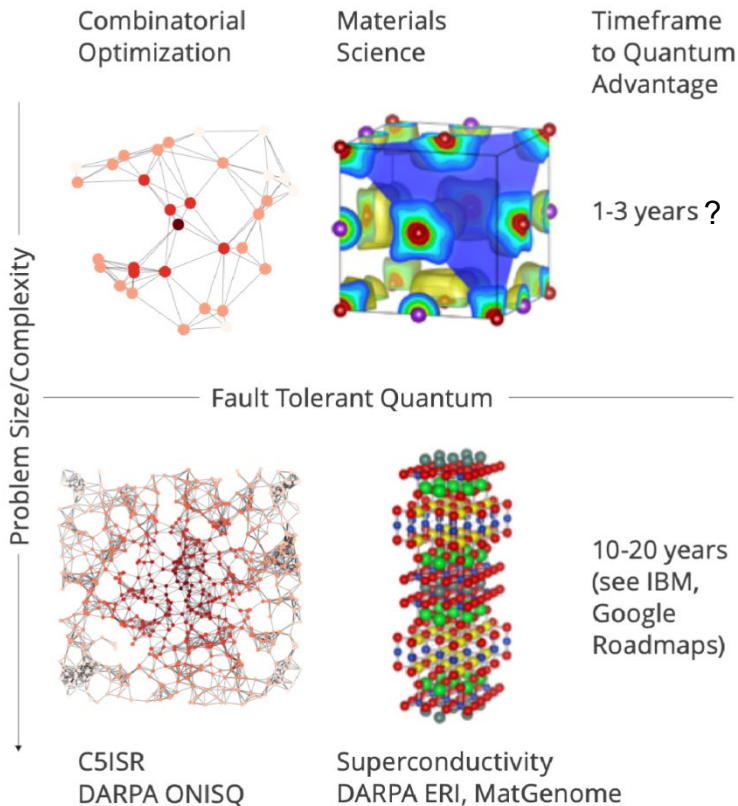 Combinatorial
Optimization
Materials
Science
Timeframe
to Quantum
Advantage
1-3 years ?
Problem Size/Complexity
Fault Tolerant Quantum
10-20 years
(see IBM,
Google
Roadmaps)
C5ISR
DARPA ONISQ
Superconductivity
DARPA ERI, MatGenome